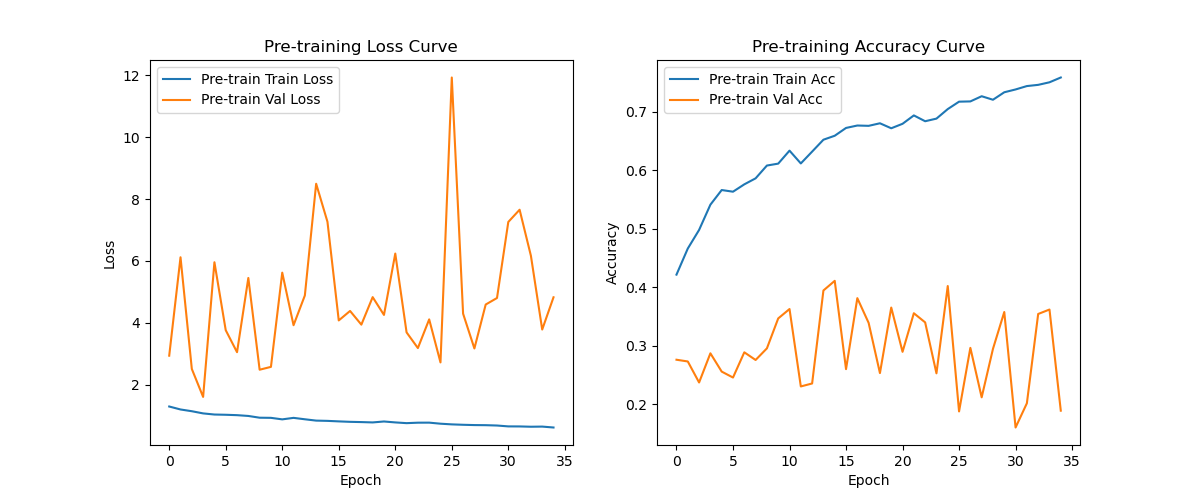 Pre-training Loss Curve
Pre-train Train Loss
Pre-train Val Loss
12
10
8
6
4
2
Loss
0 5 10 15 20 25 30 35
Epoch
Pre-training Accuracy Curve
Pre-train Train Acc
Pre-train Val Acc
0.7
0.6
0.5
0.4
0.3
0.2
Accuracy
0 5 10 15 20 25 30 35
Epoch